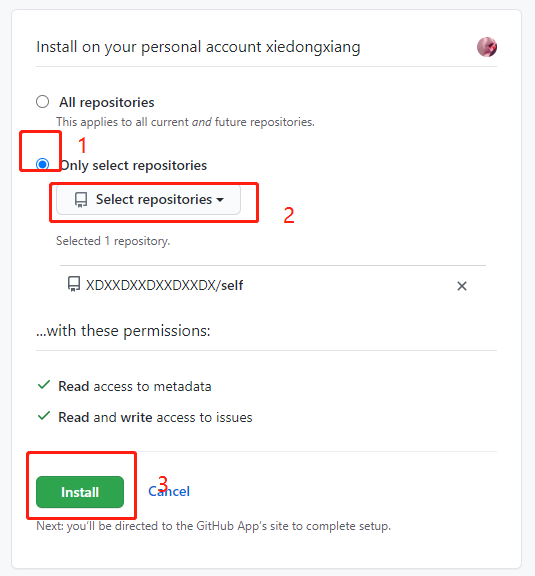 Install on your personal account xiedongxiang
All repositories
This applies to all current and future repositories.
1
Only select repositories
Select repositories
2
Selected 1 repository.
XDXXDXXDXXDXXDX/self
...with these permissions:
Read access to metadata
Read and write access to issues
Install
3
Cancel
Next: you'll be directed to the GitHub App's site to complete setup.